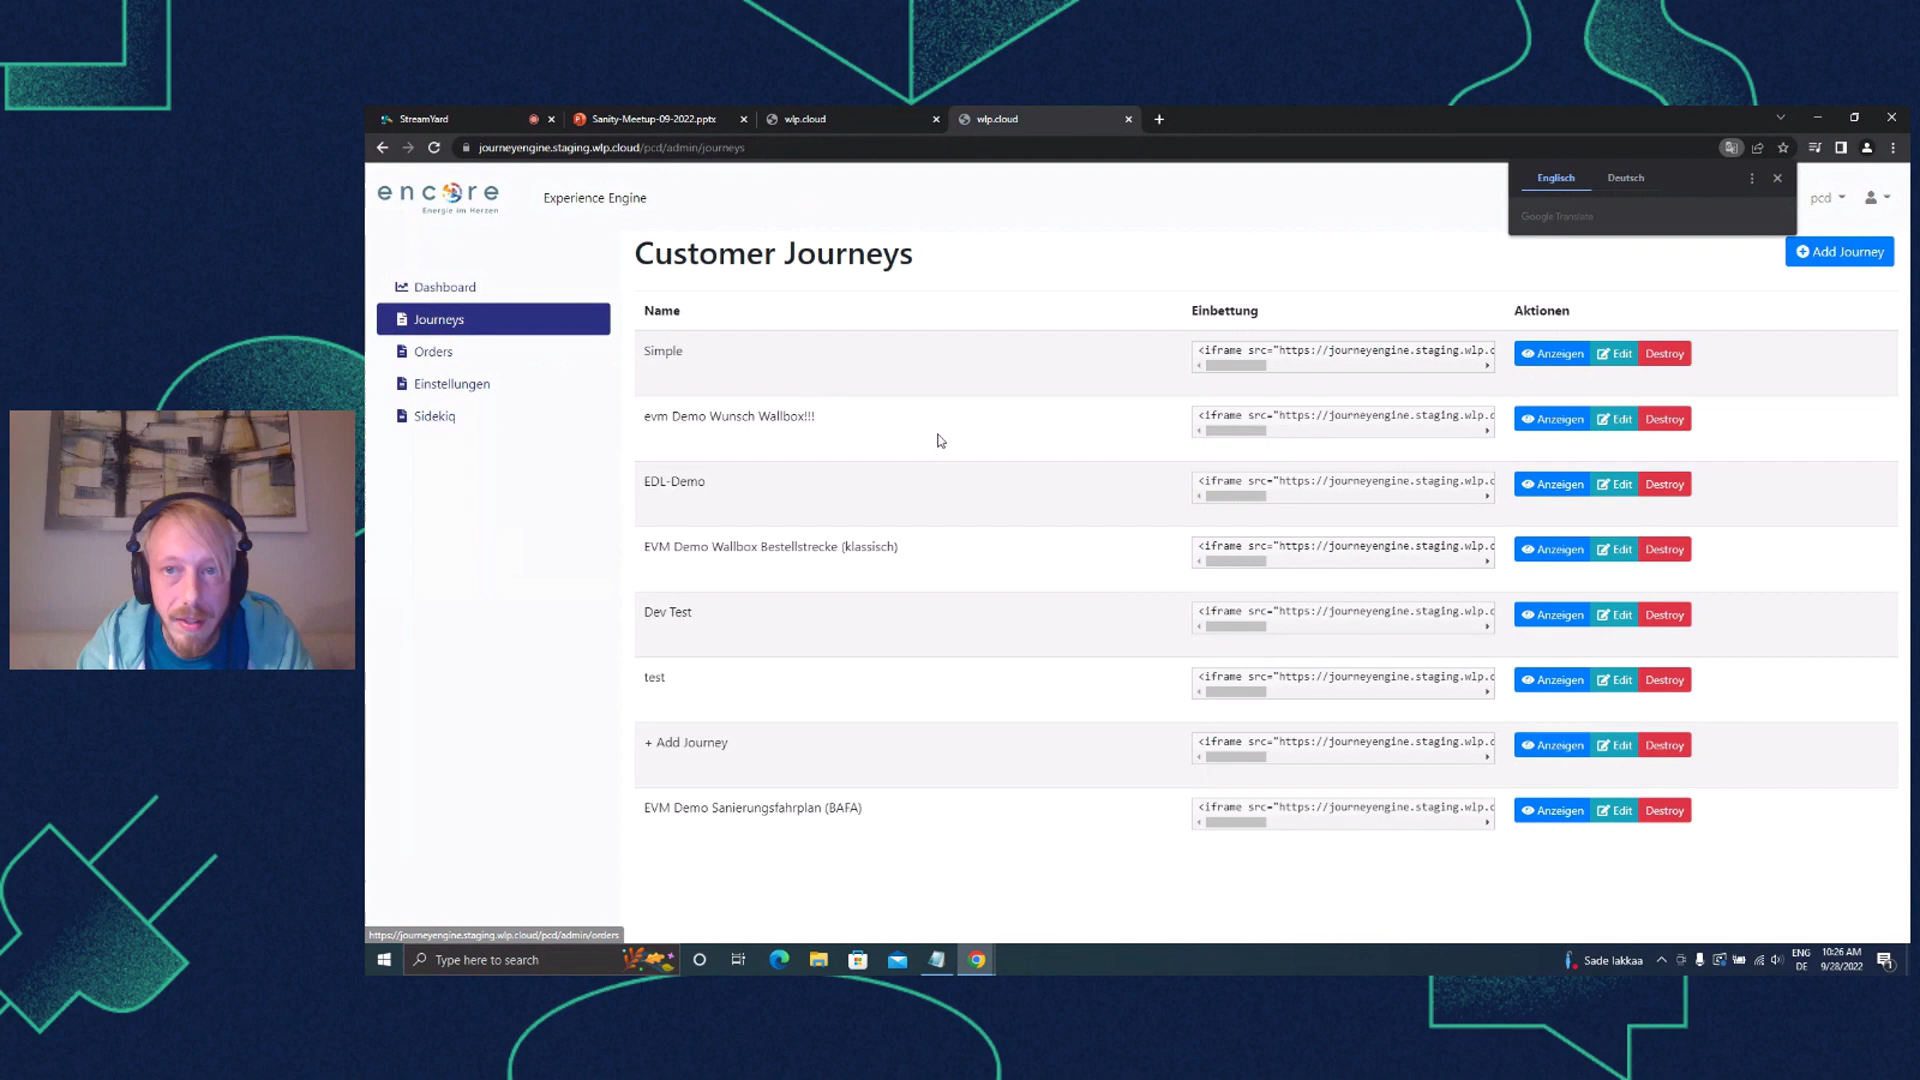 StreamYard
Sanity-Meetup-09-2022.pptx
wlp.cloud
wlp.cloud
journeyengine.staging.wlp.cloud/pcd/admin/journeys
Englisch
Deutsch
Google Translate
encore
Energie im Herzen
Experience Engine
pcd
Customer Journeys
Add Journey
Dashboard
Journeys
Orders
Einstellungen
Sidekiq
Name Einbettung Aktionen
Simple <iframe src="https://journeyengine.staging.wlp.c Anzeigen Edit Destroy
evm Demo Wunsch Wallbox!!! <iframe src="https://journeyengine.staging.wlp.c Anzeigen Edit Destroy
EDL-Demo <iframe src="https://journeyengine.staging.wlp.c Anzeigen Edit Destroy
EVM Demo Wallbox Bestellstrecke (klassisch) <iframe src="https://journeyengine.staging.wlp.c Anzeigen Edit Destroy
Dev Test <iframe src="https://journeyengine.staging.wlp.c Anzeigen Edit Destroy
test <iframe src="https://journeyengine.staging.wlp.c Anzeigen Edit Destroy
+ Add Journey <iframe src="https://journeyengine.staging.wlp.c Anzeigen Edit Destroy
EVM Demo Sanierungsfahrplan (BAFA) <iframe src="https://journeyengine.staging.wlp.c Anzeigen Edit Destroy
https://journeyengine.staging.wlp.cloud/pcd/admin/orders
Type here to search
Sade lakkaa
ENG
DE
10:26 AM
9/28/2022
1